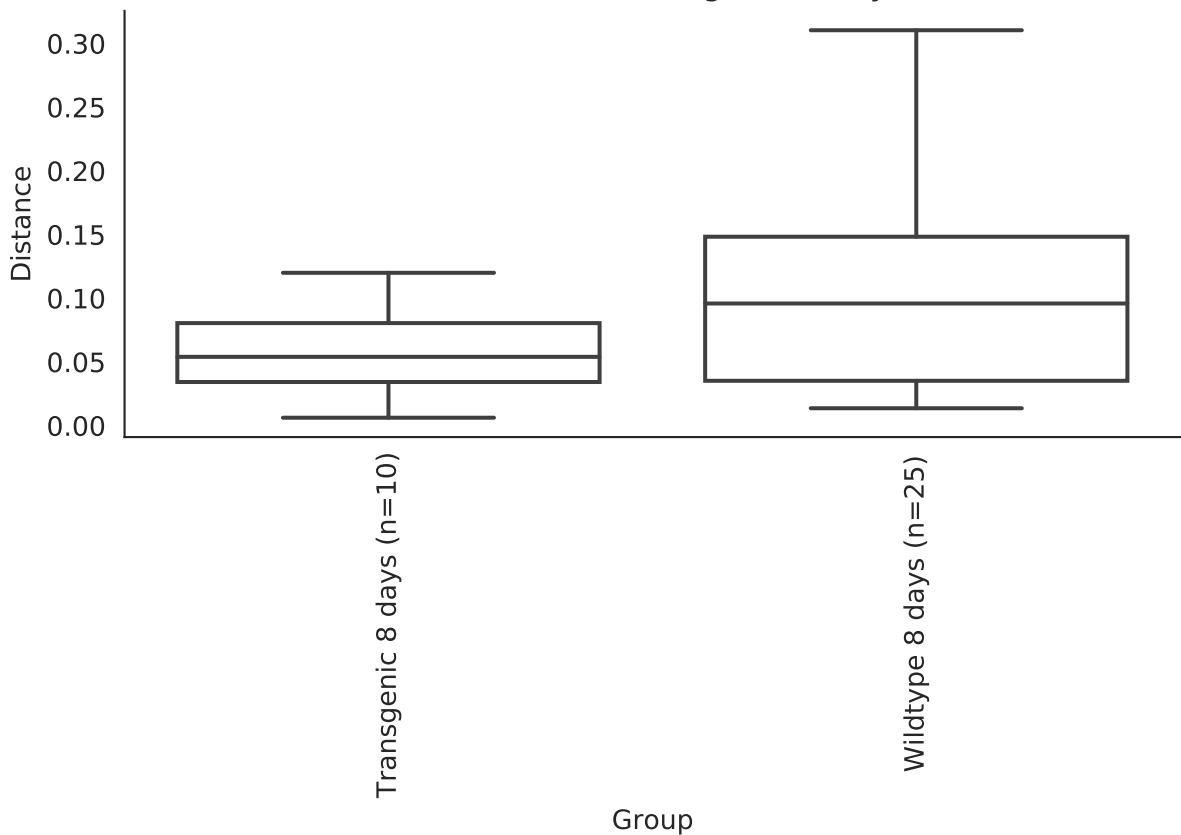 0.30
0.25
0.20
0.15
0.10
0.05
0.00
Distance
Transgenic 8 days (n=10)
Wildtype 8 days (n=25)
Group